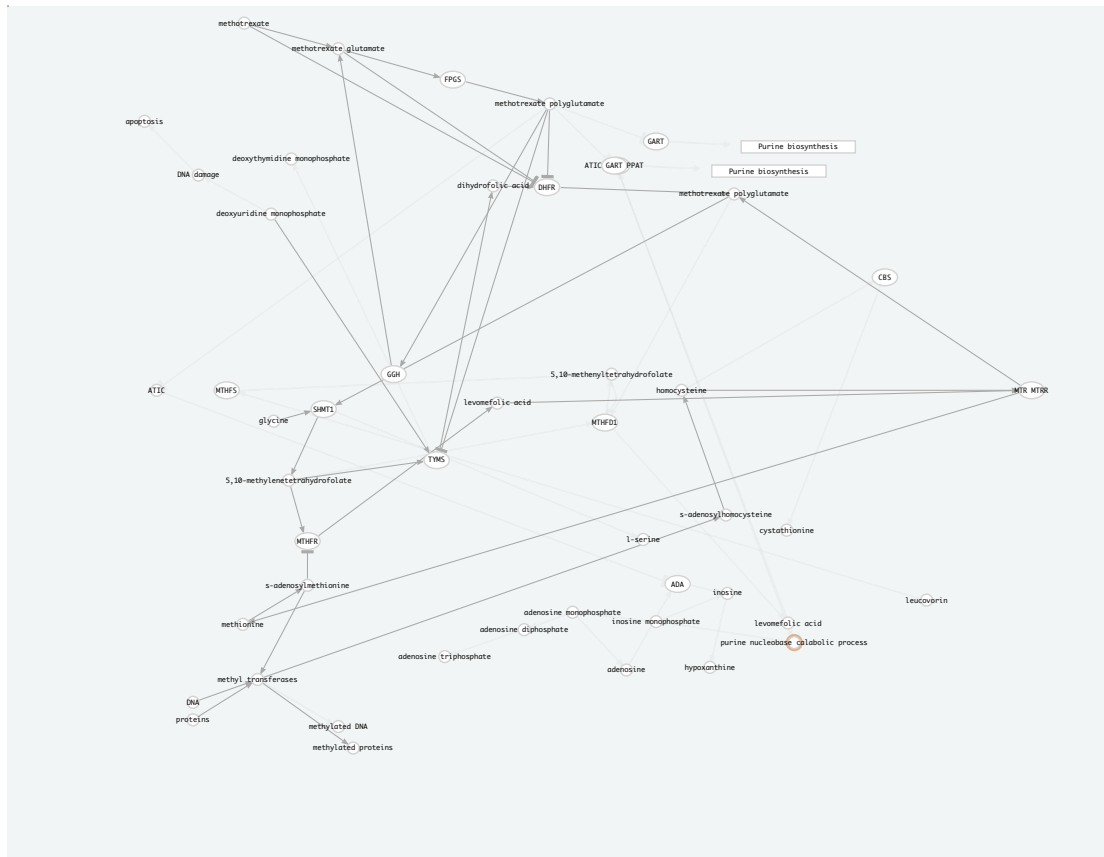 methotrexate
methotrexate glutamate
FPGS
methotrexate polyglutamate
apoptosis
GART
Purine biosynthesis
deoxythymidine monophosphate
ATIC GART PPAT
Purine biosynthesis
DNA damage
dihydrofolic acid
DHFR
methotrexate polyglutamate
deoxyuridine monophosphate
CBS
GGH
5,10-methenyltetrahydrofolate
ATIC
MTHFS
homocysteine
MTR MTRR
levomefolic acid
SHMT1
glycine
MTHFD1
TYMS
5,10-methylenetetrahydrofolate
s-adenosylhomocysteine
cystathionine
MTHFR
l-serine
s-adenosylmethionine
ADA
inosine
leucovorin
adenosine monophosphate
methionine
inosine monophosphate
levomefolic acid
adenosine diphosphate
purine nucleobase calabolic process
adenosine triphosphate
adenosine
hypoxanthine
methyl transferases
DNA
proteins
methylated DNA
methylated proteins